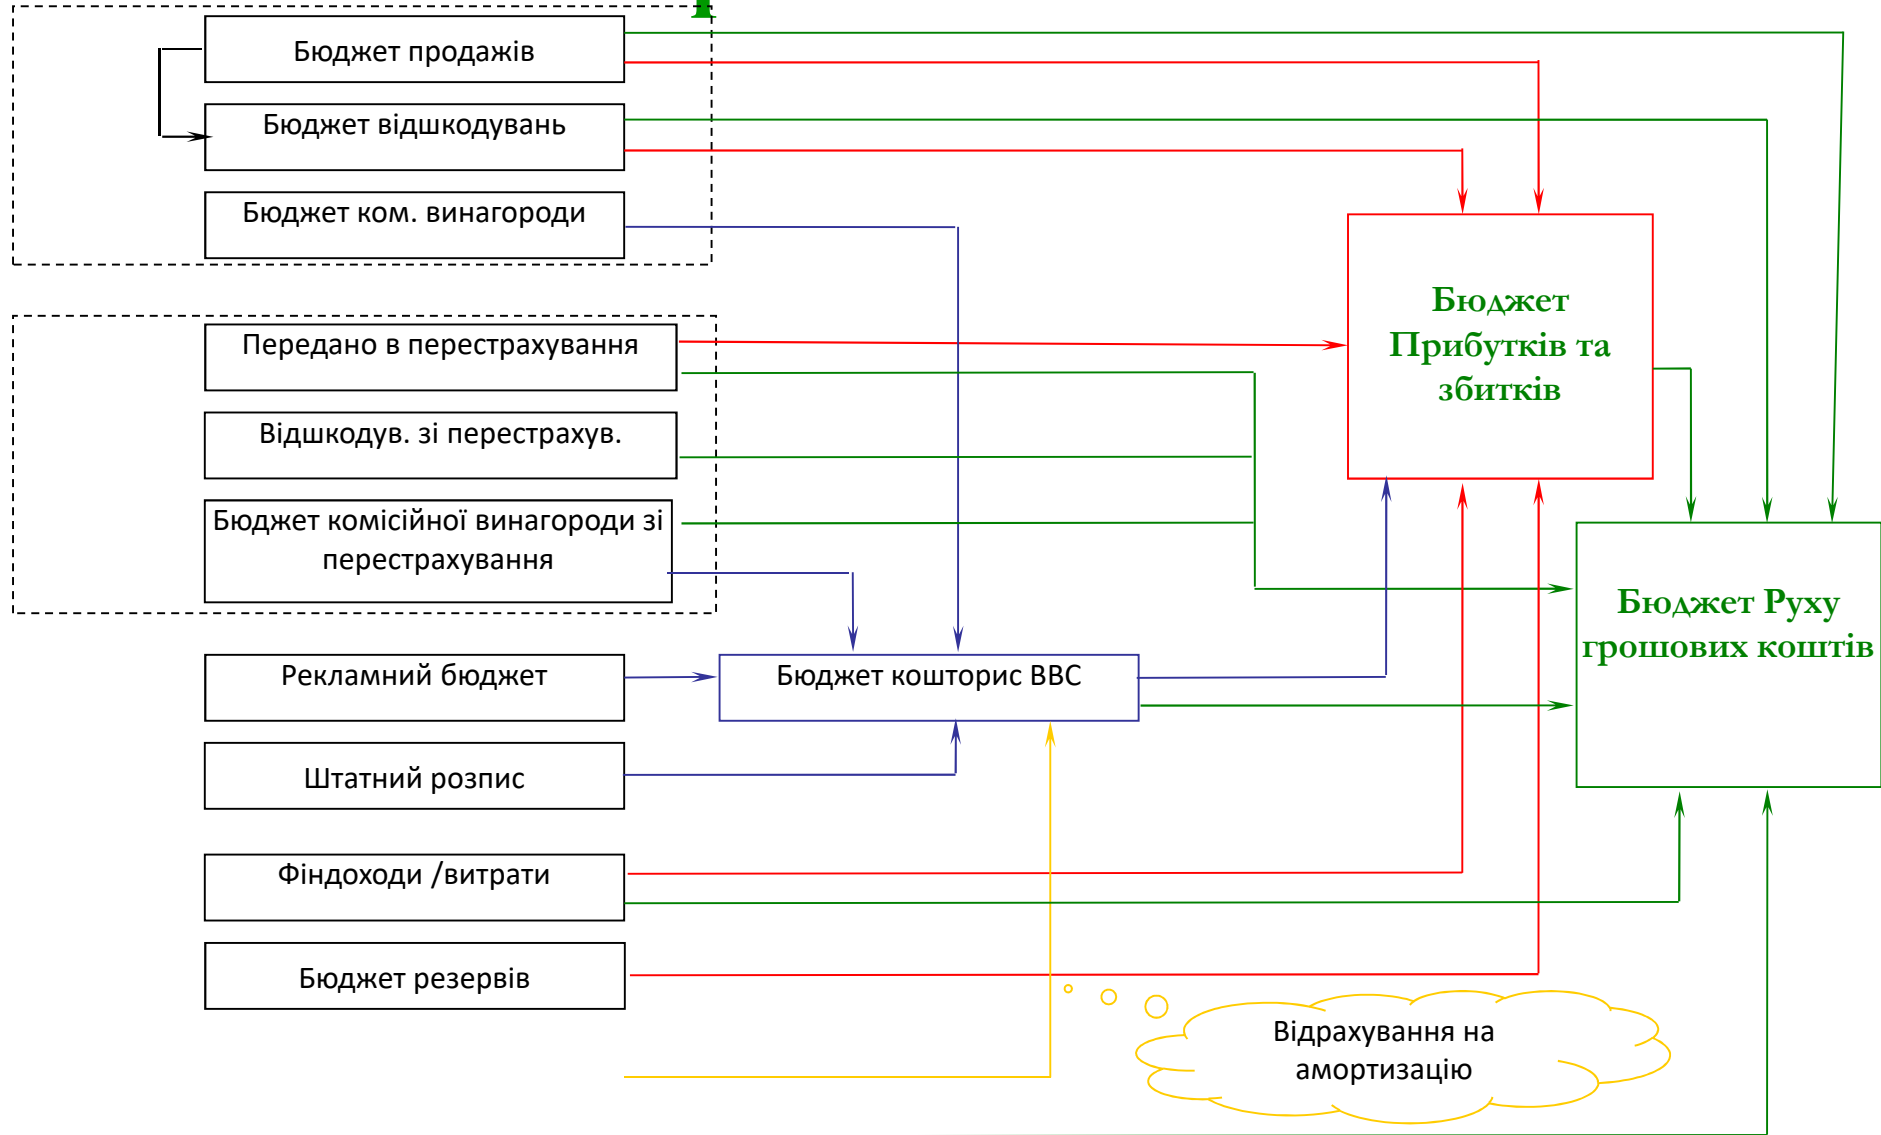 Бюджет продажів
Бюджет відшкодувань
Бюджет ком. винагороди
Передано в перестрахування
Відшкодув. зі перестрахув.
Бюджет комісійної винагороди зі
перестрахування
Рекламний бюджет
Штатний розпис
Фіндоходи /витрати
Бюджет резервів
Бюджет кошторис ВВС
Бюджет
Прибутків та
збитків
Бюджет Руху
грошових коштів
Відрахування на
амортизацію